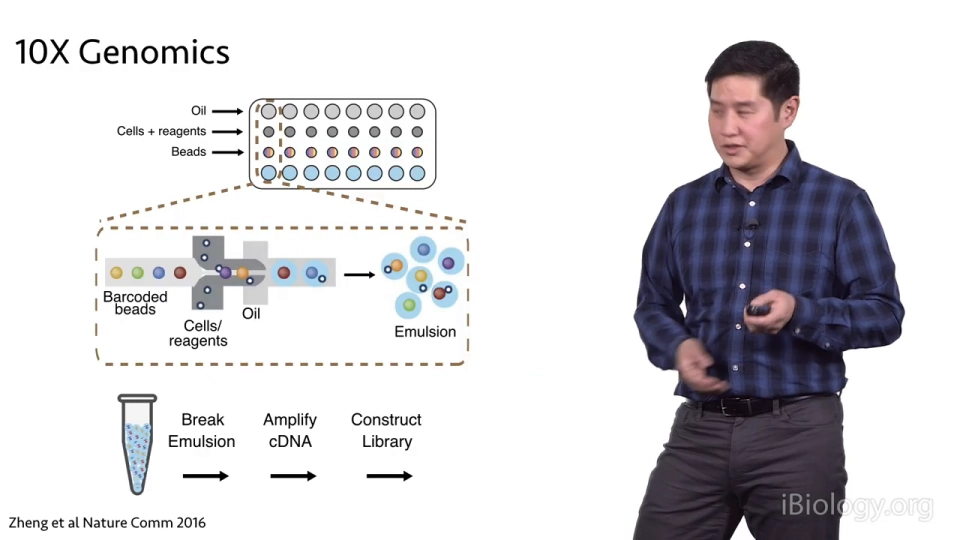 10X Genomics
Oil
Cells + reagents
Beads
Barcoded
beads
Cells/
reagents
Oil
Emulsion
Break
Emulsion
Amplify
cDNA
Construct
Library
Zheng et al Nature Comm 2016
iBiology.org